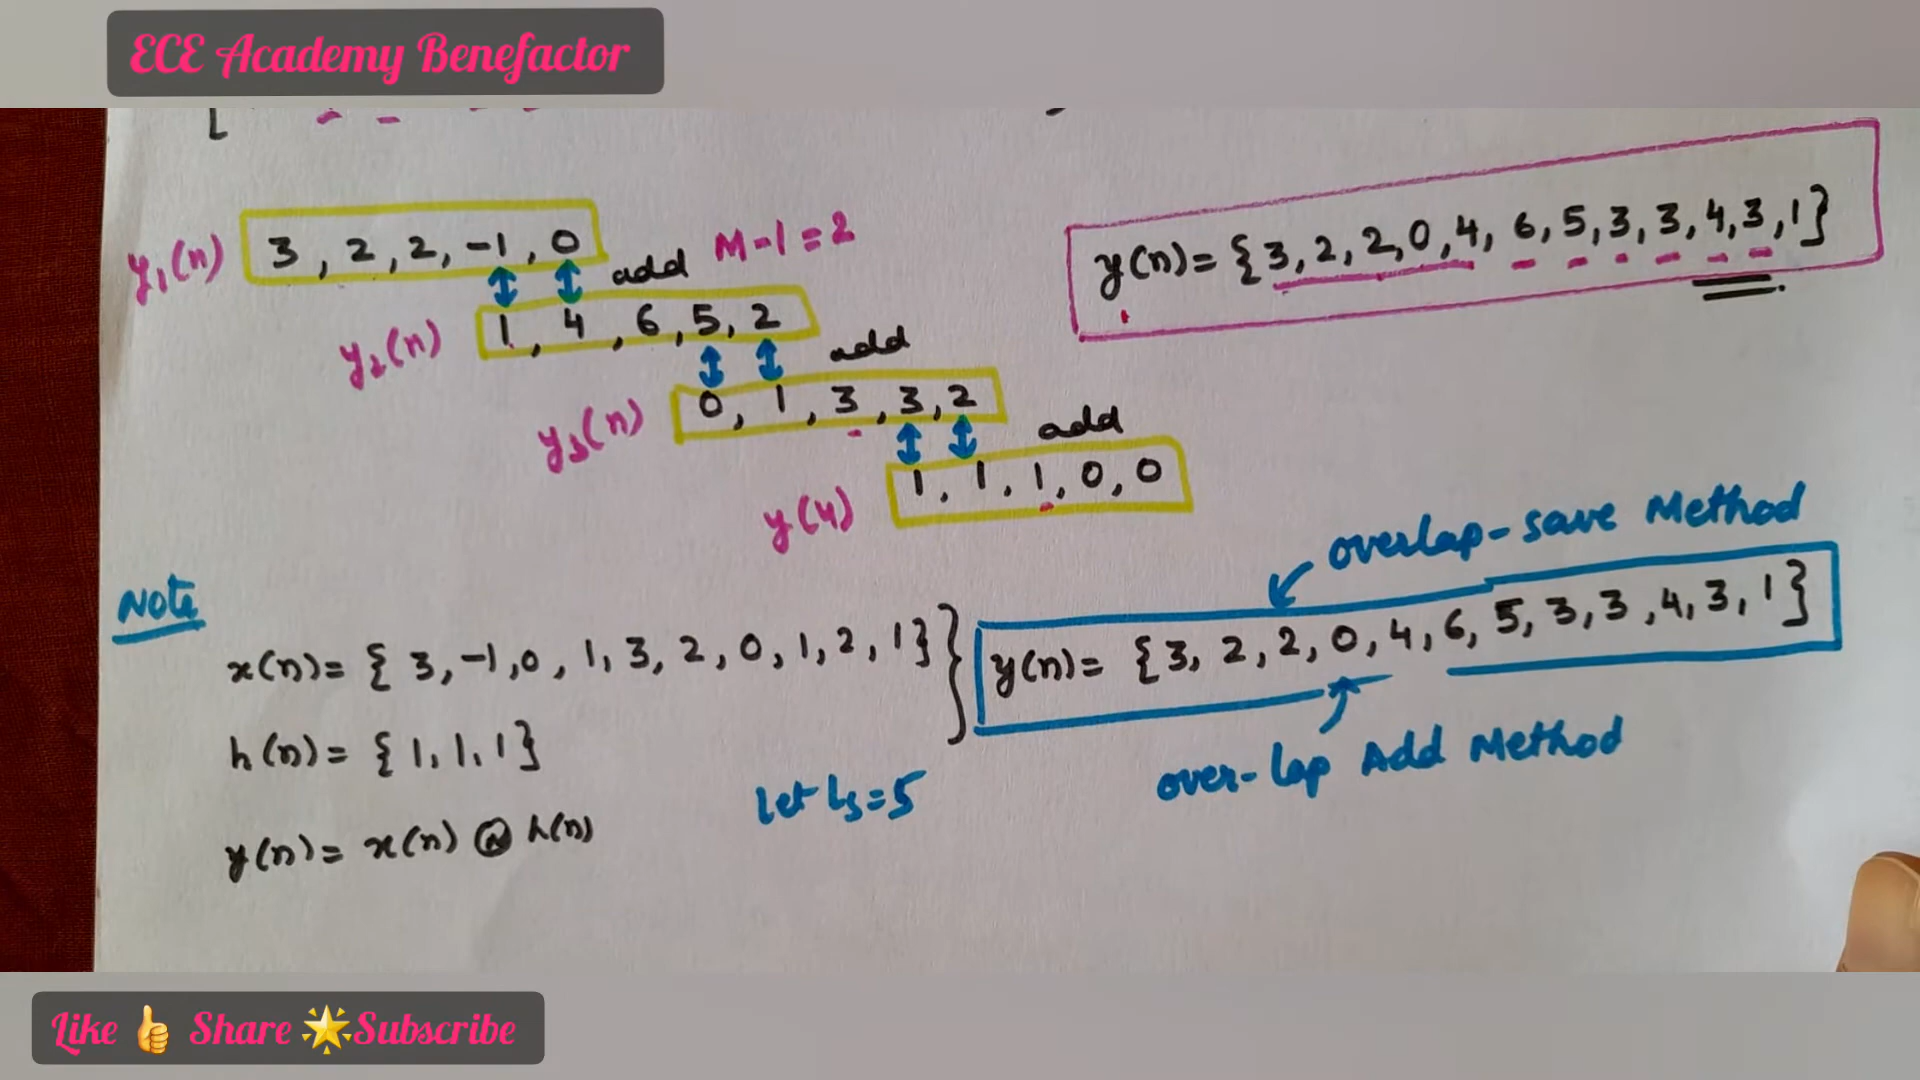 ECE Academy Benefactor
y₁(n) 3, 2, 2, -1, 0
add M-1=2
y(n)= {3, 2, 2, 0, 4, 6, 5, 3, 3, 4, 3, 1}
y₂(n) 1, 4, 6, 5, 2
add
y₃(n) 0, 1, 3, 3, 2
add
y(4) 1, 1, 1, 0, 0
overlap-save Method
Note
x(n)= { 3, -1, 0, 1, 3, 2, 0, 1, 2, 1}
y(n)= {3, 2, 2, 0, 4, 6, 5, 3, 3, 4, 3, 1}
h(n)= { 1, 1, 1}
let Ls=5
over-lap Add Method
y(n)= x(n) Ⓝ h(n)
Like 👍 Share 🌟Subscribe